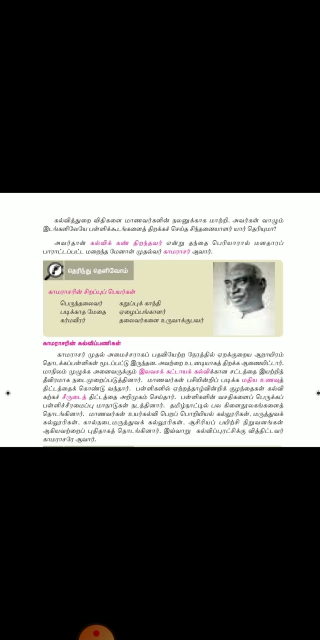 கல்வித்துறை விதிகளை மாணவர்களின் நலனுக்காக மாற்றி, அவர்கள் வாழும்
இடங்களிலேயே பள்ளிக்கூடங்களைத் திறக்கச் செய்த சிந்தனையாளர் யார் தெரியுமா?
அவர்தான் கல்விக் கண் திறந்தவர் என்று தந்தை பெரியாரால் மனதாரப்
பாராட்டப்பட்ட மறைந்த மேனாள் முதல்வர் காமராசர் ஆவார்.
தெரிந்து தெளிவோம்
காமராசரின் சிறப்புப் பெயர்கள்
பெருந்தலைவர் கறுப்புக் காந்தி
படிக்காத மேதை ஏழைப்பங்காளர்
கர்மவீரர் தலைவர்களை உருவாக்குபவர்
காமராசரின் கல்விப்பணிகள்
காமராசர் முதல் அமைச்சராகப் பதவியேற்ற நேரத்தில் ஏறக்குறைய ஆறாயிரம்
தொடக்கப்பள்ளிகள் மூடப்பட்டு இருந்தன. அவற்றை உடனடியாகத் திறக்க ஆணையிட்டார்.
மாநிலம் முழுக்க அனைவருக்கும் இலவசக் கட்டாயக் கல்விக்கான சட்டத்தை இயற்றித்
தீவிரமாக நடைமுறைப்படுத்தினார். மாணவர்கள் பசியின்றிப் படிக்க மதிய உணவுத்
திட்டத்தைக் கொண்டு வந்தார். பள்ளிகளில் ஏற்றத்தாழ்வின்றிக் குழந்தைகள் கல்வி
கற்கச் சீருடைத் திட்டத்தை அறிமுகம் செய்தார். பள்ளிகளின் வசதிகளைப் பெருக்கப்
பள்ளிச்சீரமைப்பு மாநாடுகள் நடத்தினார். தமிழ்நாட்டில் பல கிளைநூலகங்களைத்
தொடங்கினார். மாணவர்கள் உயர்கல்வி பெறப் பொறியியல் கல்லூரிகள், மருத்துவக்
கல்லூரிகள், கால்நடைமருத்துவக் கல்லூரிகள், ஆசிரியப் பயிற்சி நிறுவனங்கள்
ஆகியவற்றைப் புதிதாகத் தொடங்கினார். இவ்வாறு கல்விப்புரட்சிக்கு வித்திட்டவர்
காமராசரே ஆவார்.